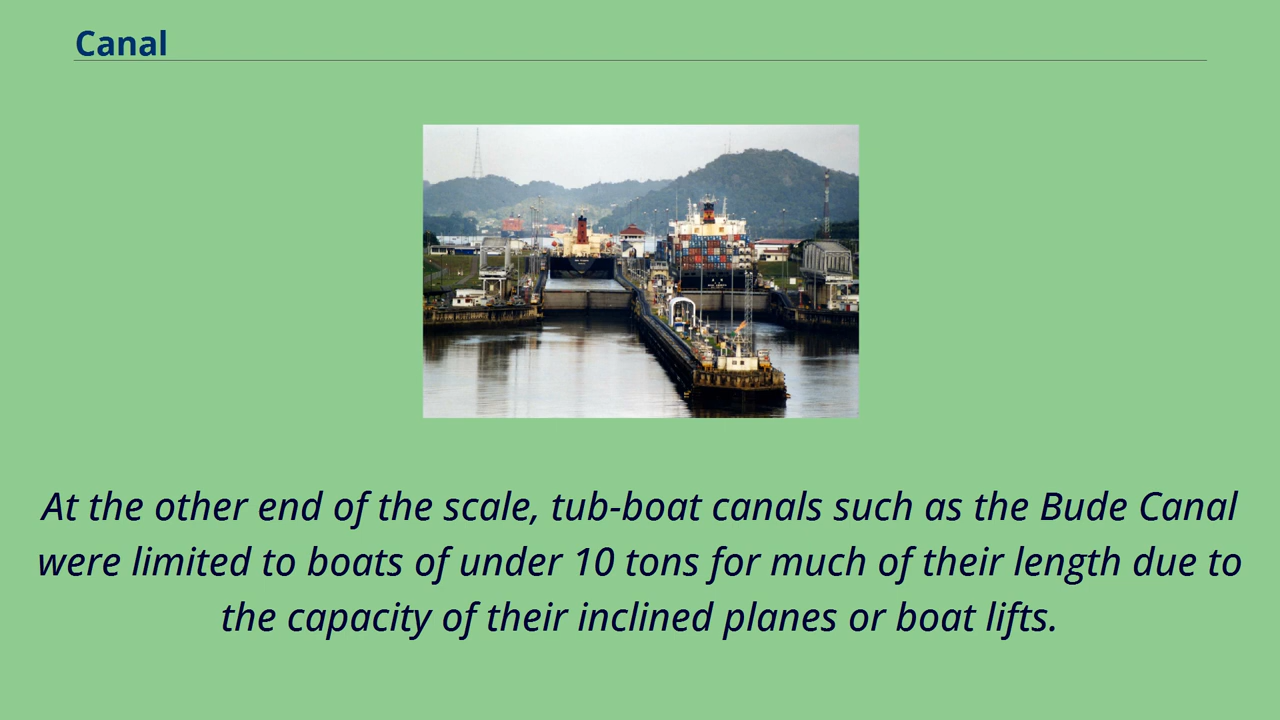 Canal
At the other end of the scale, tub-boat canals such as the Bude Canal
were limited to boats of under 10 tons for much of their length due to
the capacity of their inclined planes or boat lifts.